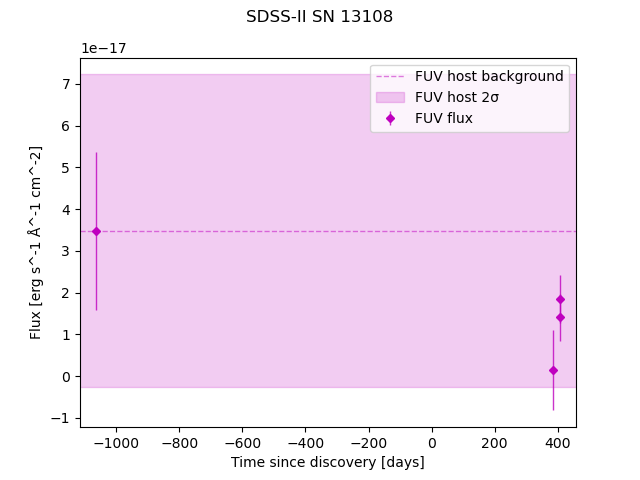 SDSS-II SN 13108
1e−17
FUV host background
FUV host 2σ
FUV flux
7
6
5
4
3
2
1
0
−1
Flux [erg s^-1 Å^-1 cm^-2]
−1000 −800 −600 −400 −200 0 200 400
Time since discovery [days]